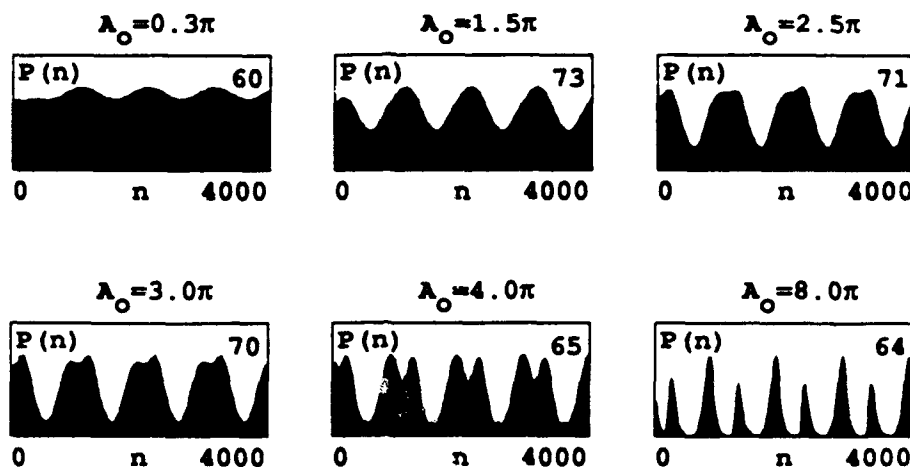 A₀=0.3π A₀=1.5π A₀=2.5π
P(n) 60 P(n) 73 P(n) 71
0 n 4000 0 n 4000 0 n 4000
A₀=3.0π A₀=4.0π A₀=8.0π
P(n) 70 P(n) 65 P(n) 64
0 n 4000 0 n 4000 0 n 4000